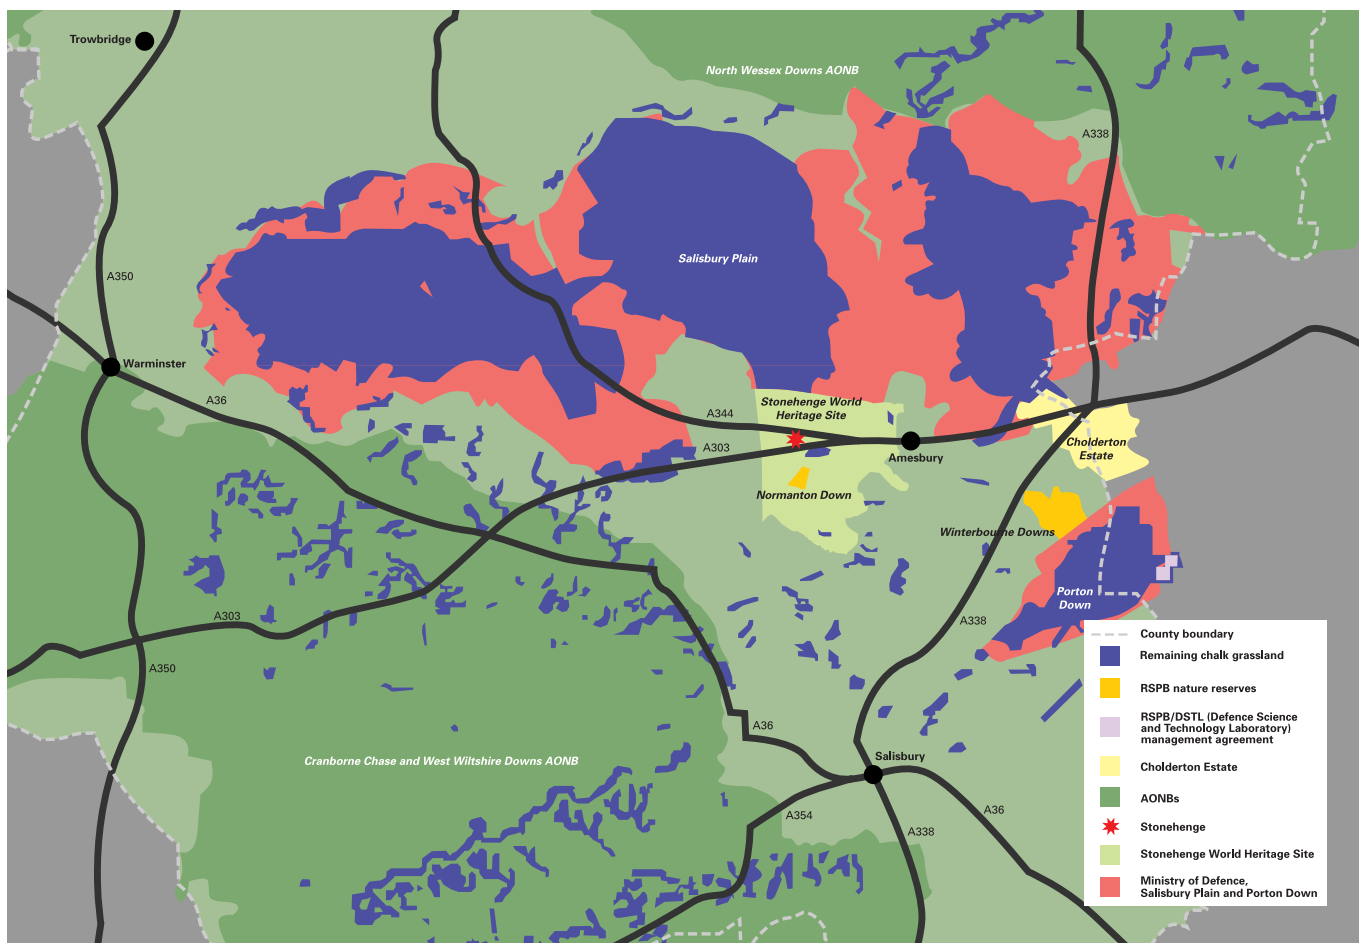 Trowbridge
North Wessex Downs AONB
A338
Salisbury Plain
A350
Warminster
A36
A344
Stonehenge World
Heritage Site
A303
Amesbury
Cholderton
Estate
Normanton Down
Winterbourne Downs
Porton
Down
A303
A338
A350
A36
Salisbury
Cranborne Chase and West Wiltshire Downs AONB
A354
A338
A36
County boundary
Remaining chalk grassland
RSPB nature reserves
RSPB/DSTL (Defence Science
and Technology Laboratory)
management agreement
Cholderton Estate
AONBs
Stonehenge
Stonehenge World Heritage Site
Ministry of Defence,
Salisbury Plain and Porton Down